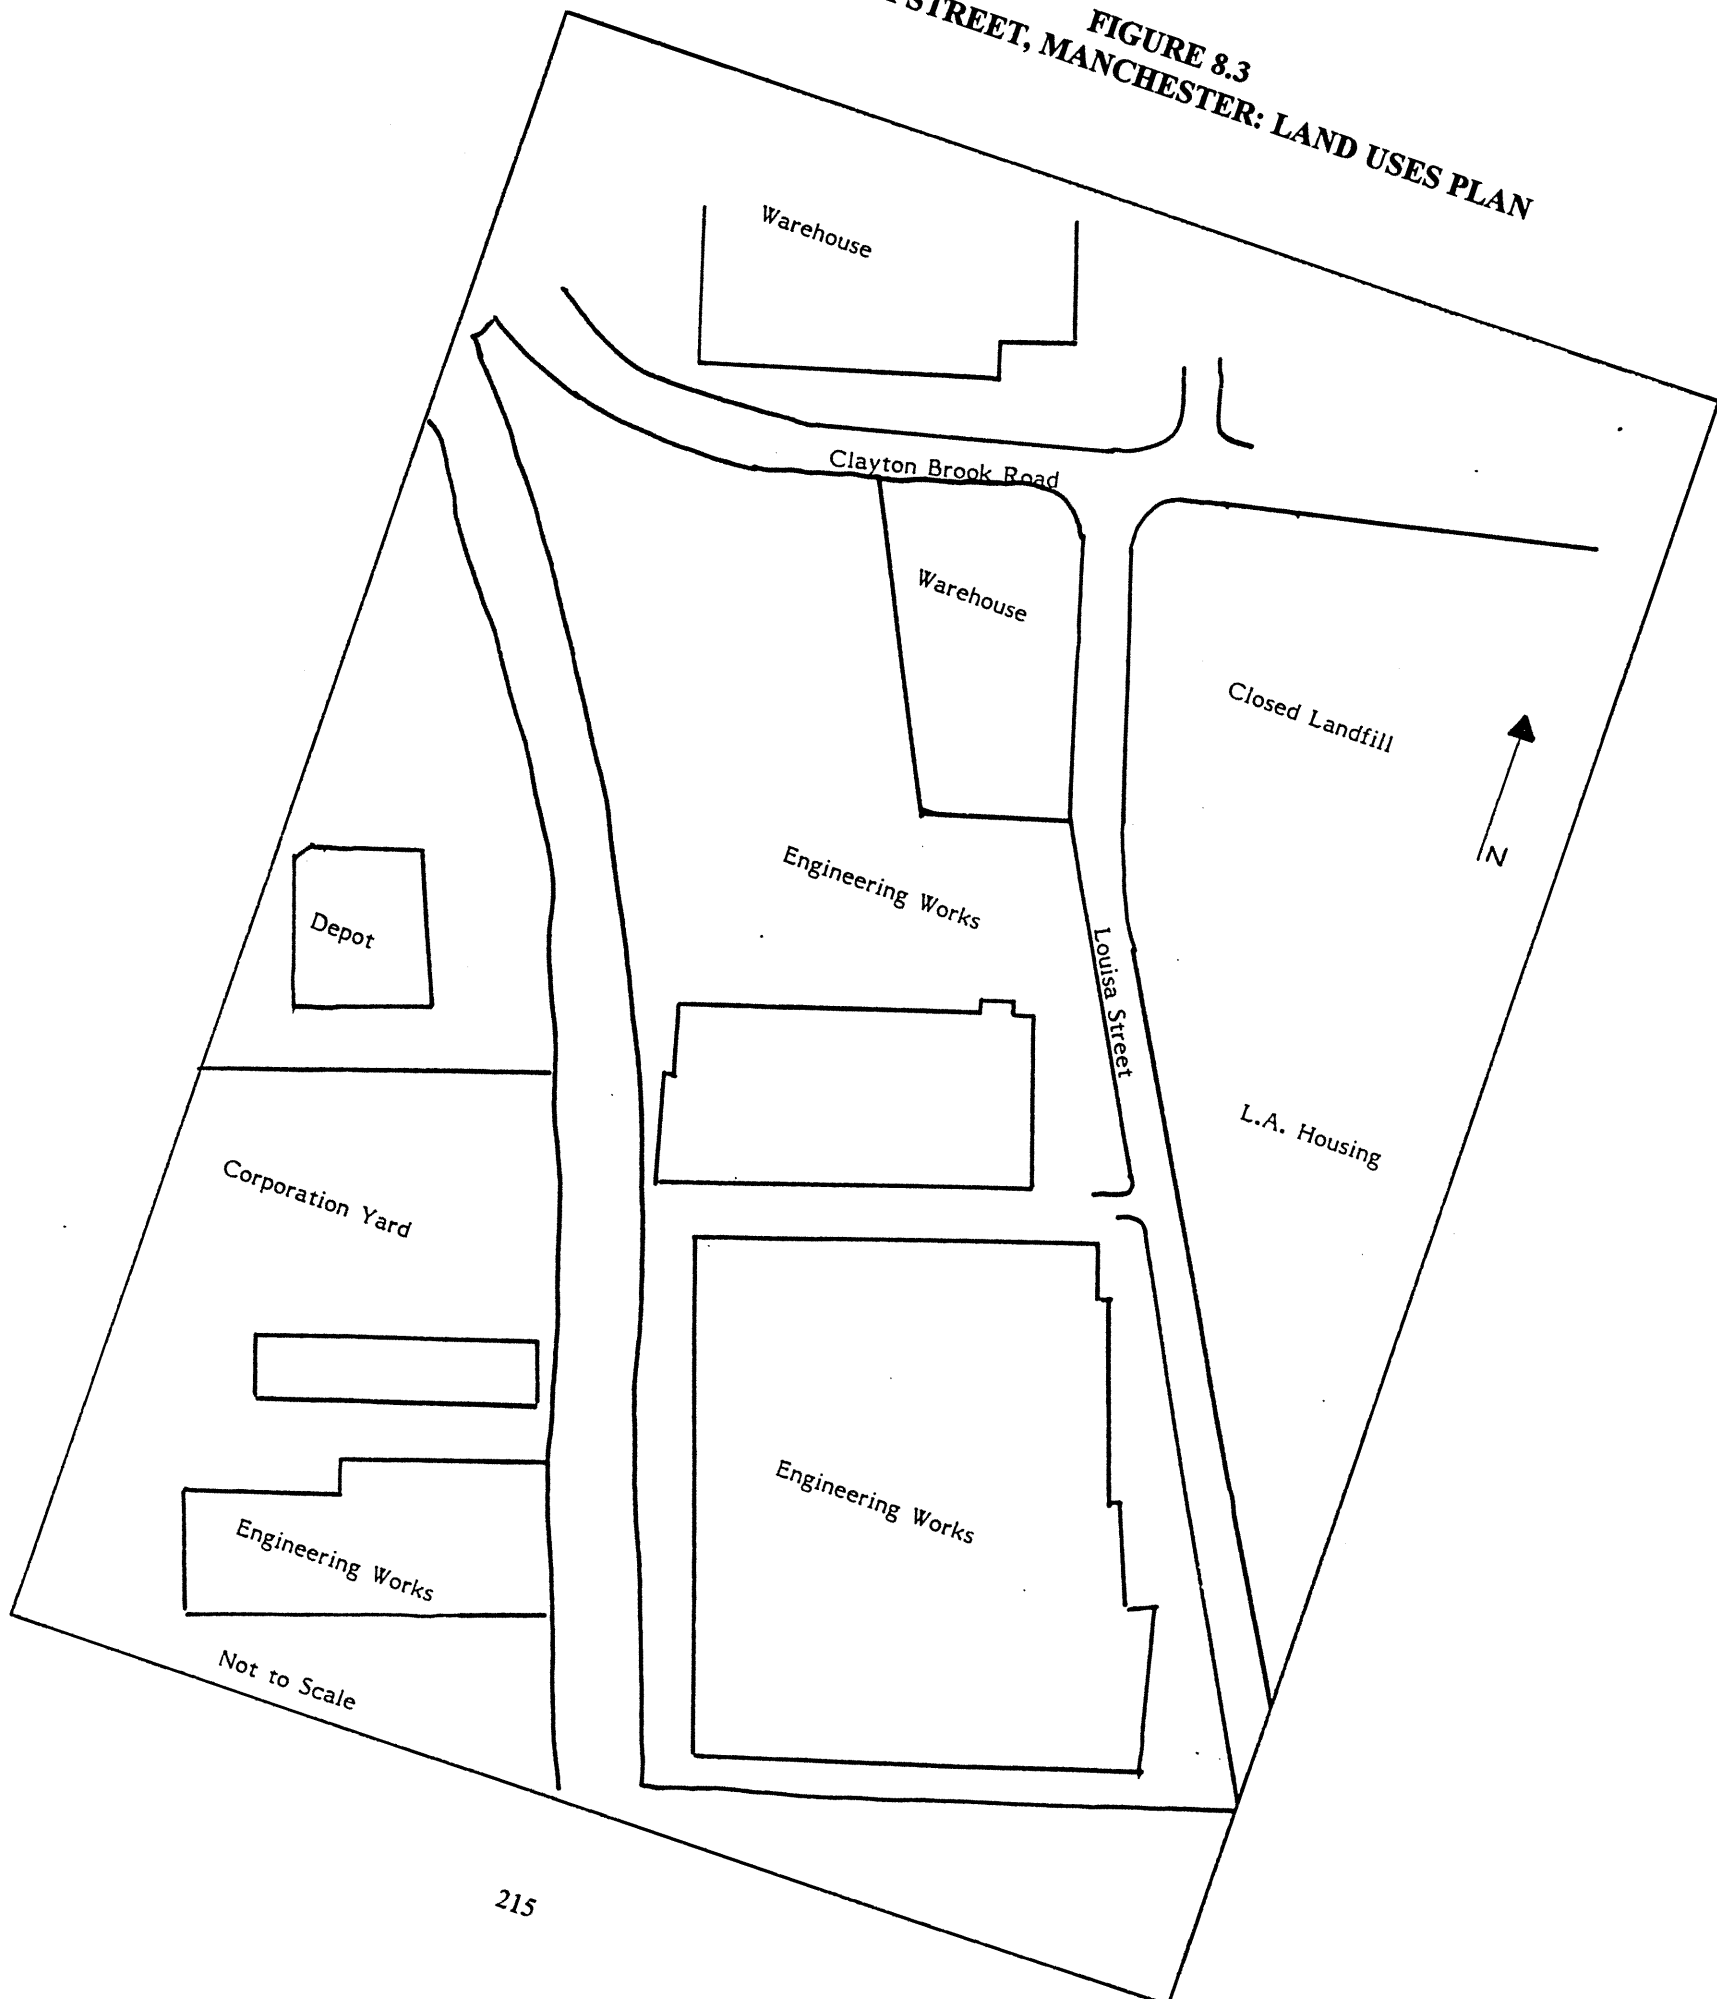 FIGURE 8.3
STREET, MANCHESTER: LAND USES PLAN
Warehouse
Clayton Brook Road
Warehouse
Closed Landfill
N
Engineering Works
Depot
Louisa Street
L.A. Housing
Corporation Yard
Engineering Works
Engineering Works
Not to Scale
215